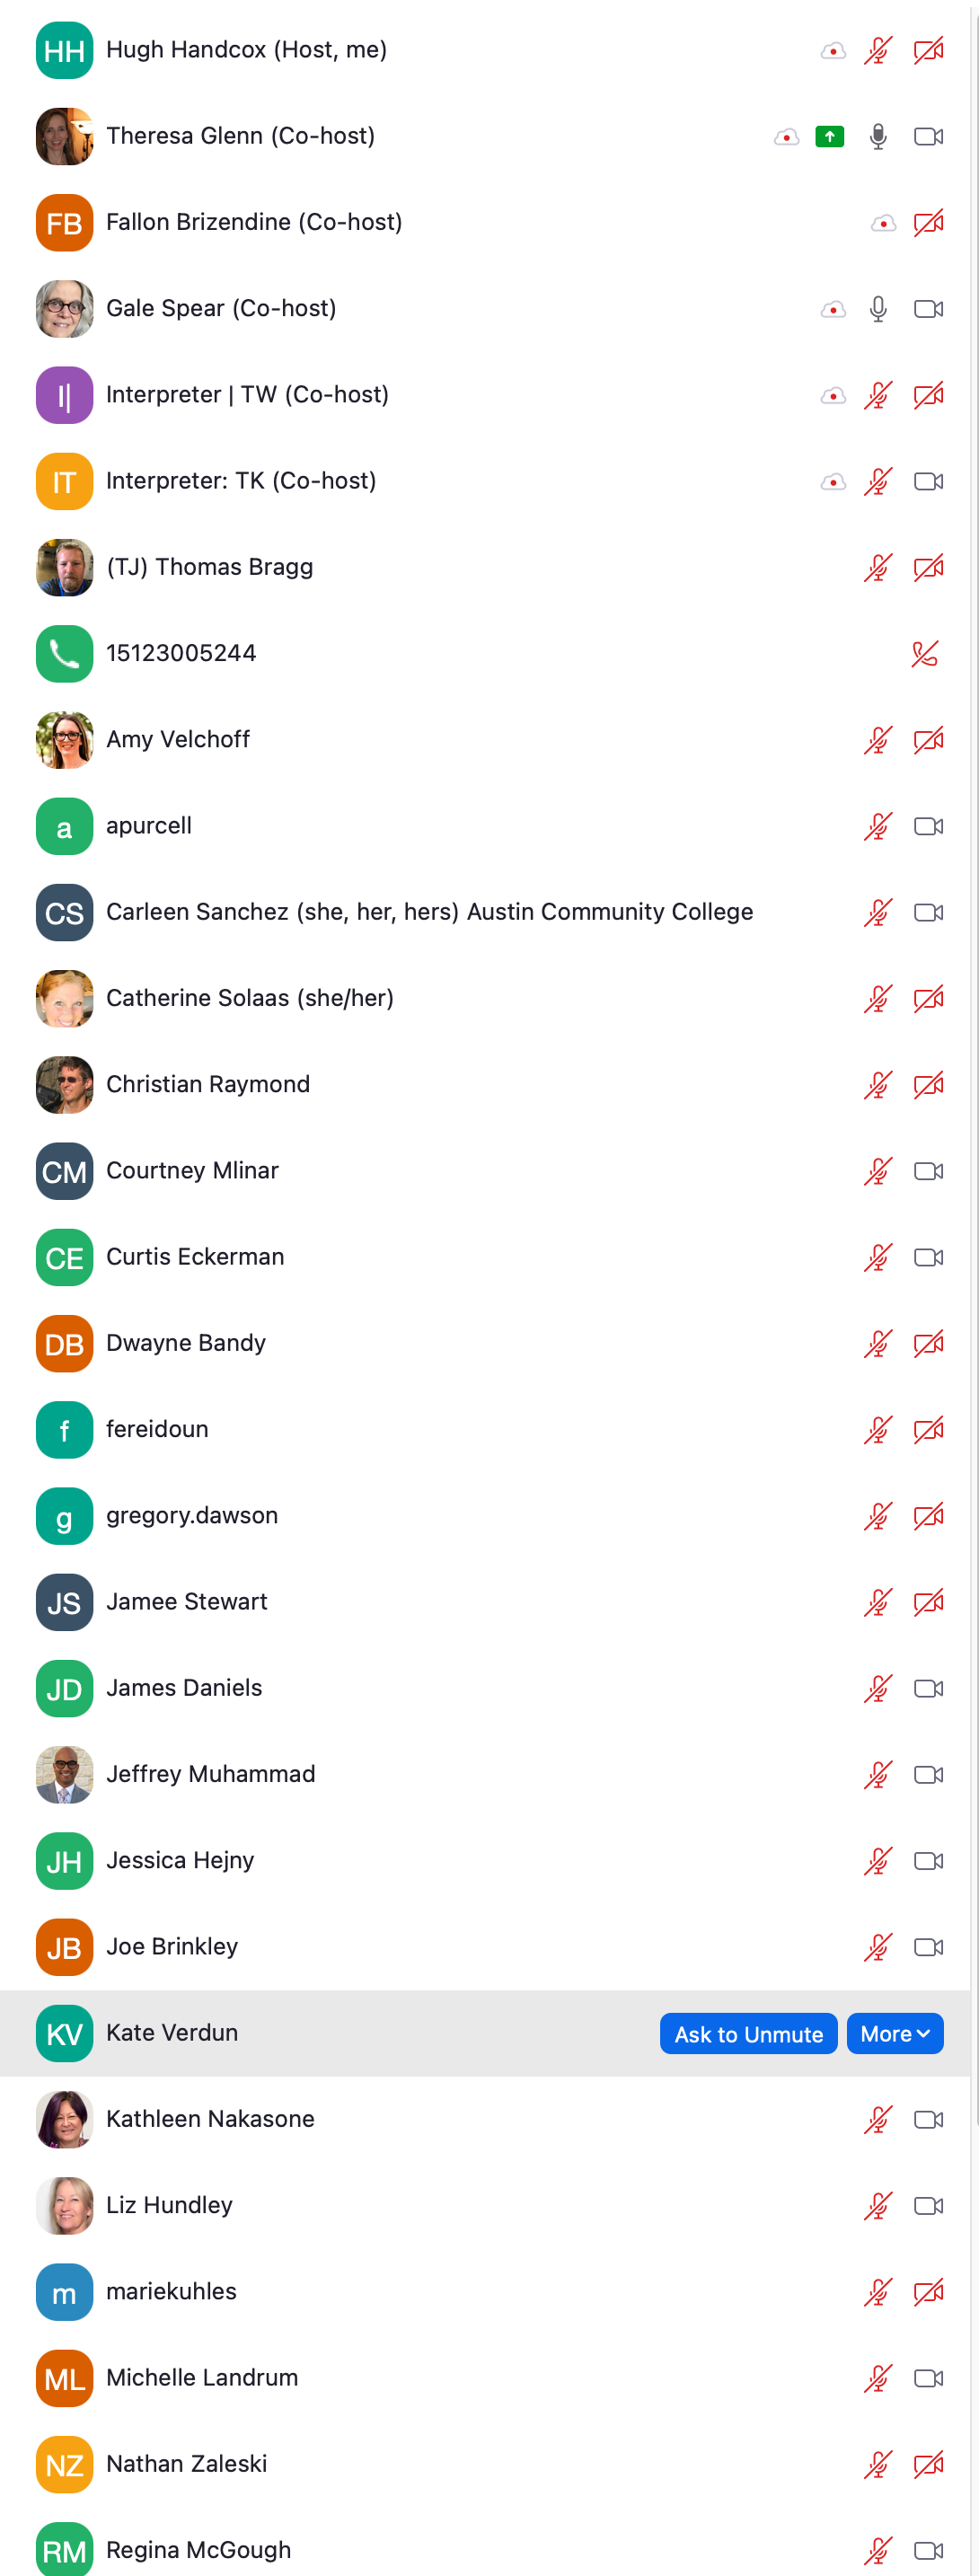 HH Hugh Handcox (Host, me)
Theresa Glenn (Co-host)
FB Fallon Brizendine (Co-host)
Gale Spear (Co-host)
I| Interpreter | TW (Co-host)
IT Interpreter: TK (Co-host)
(TJ) Thomas Bragg
15123005244
Amy Velchoff
a apurcell
CS Carleen Sanchez (she, her, hers) Austin Community College
Catherine Solaas (she/her)
Christian Raymond
CM Courtney Mlinar
CE Curtis Eckerman
DB Dwayne Bandy
f fereidoun
g gregory.dawson
JS Jamee Stewart
JD James Daniels
Jeffrey Muhammad
JH Jessica Hejny
JB Joe Brinkley
KV Kate Verdun Ask to Unmute More
Kathleen Nakasone
Liz Hundley
m mariekuhles
ML Michelle Landrum
NZ Nathan Zaleski
RM Regina McGough